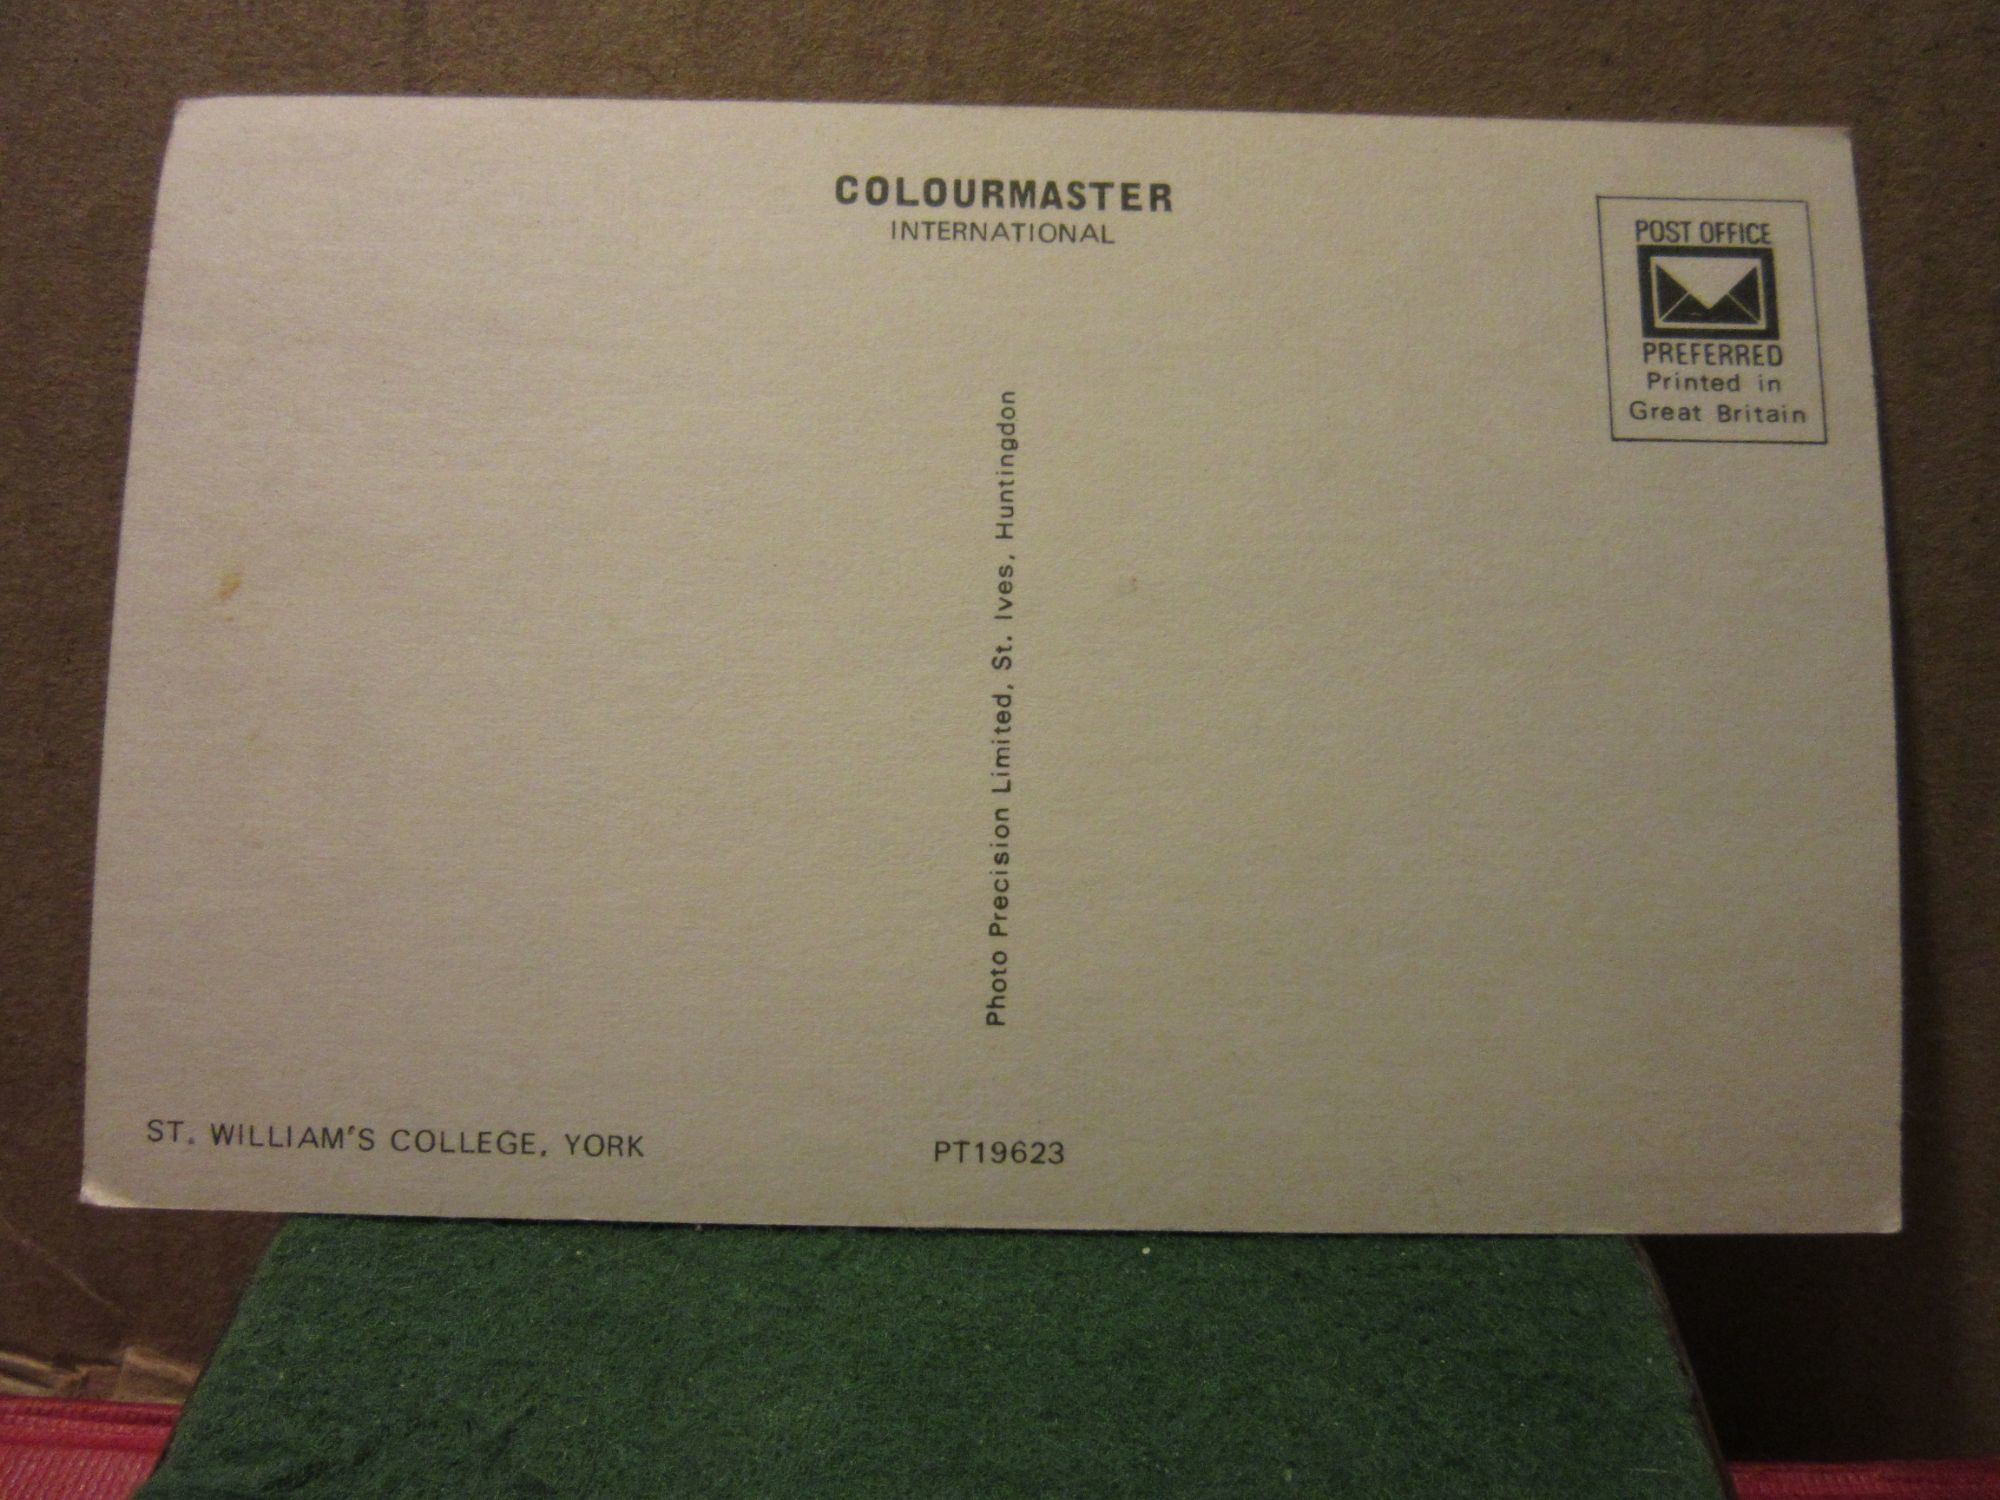 COLOURMASTER
INTERNATIONAL
POST OFFICE
PREFERRED
Printed in
Great Britain
Photo Precision Limited, St. Ives, Huntingdon
ST. WILLIAM'S COLLEGE, YORK
PT19623